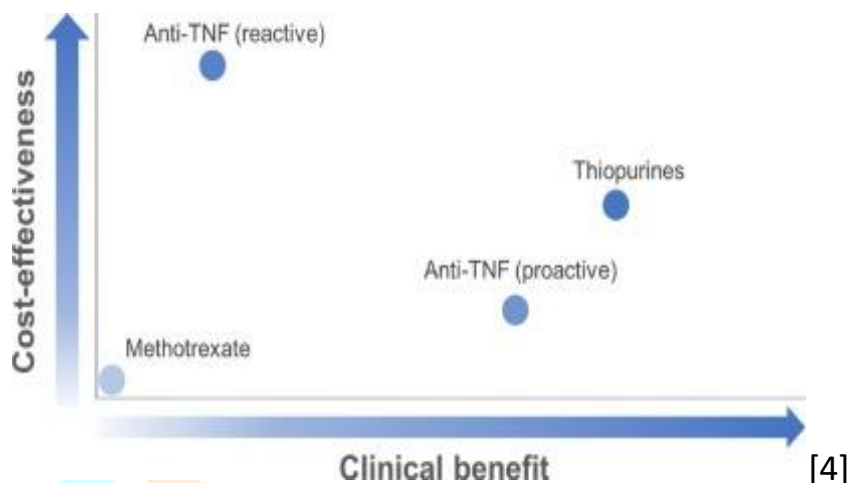 Anti-TNF (reactive)
Cost-effectiveness
Thiopurines
Anti-TNF (proactive)
Methotrexate
Clinical benefit
[4]